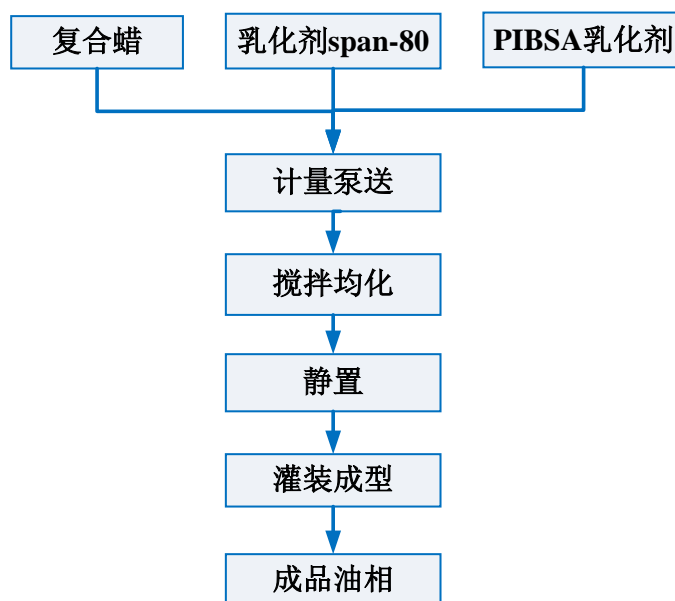 复合蜡
乳化剂span-80
PIBSA乳化剂
计量泵送
搅拌均化
静置
灌装成型
成品油相